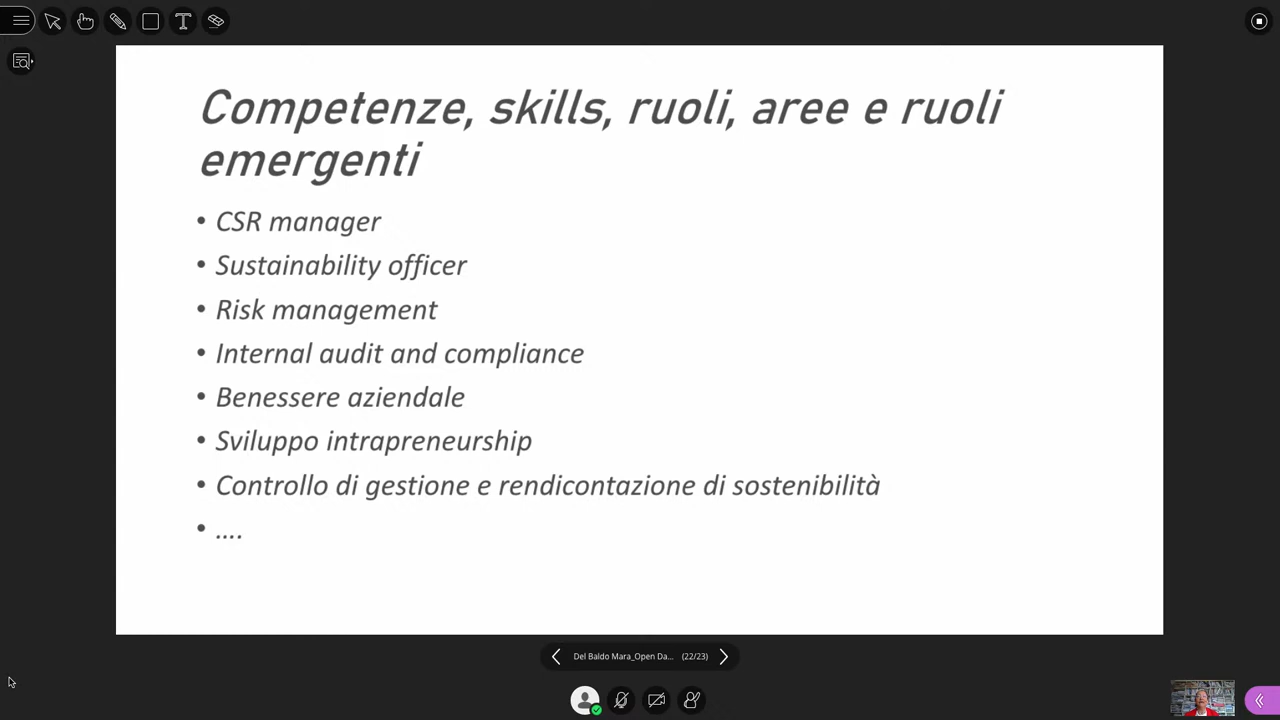 Competenze, skills, ruoli, aree e ruoli
emergenti
• CSR manager
• Sustainability officer
• Risk management
• Internal audit and compliance
• Benessere aziendale
• Sviluppo intrapreneurship
• Controllo di gestione e rendicontazione di sostenibilità
• ....
Del Baldo Mara_Open Da... (22/23)